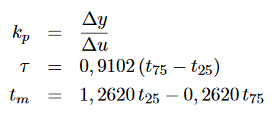 k_p = Δy / Δu
τ = 0,9102 (t_75 − t_25)
t_m = 1,2620 t_25 − 0,2620 t_75